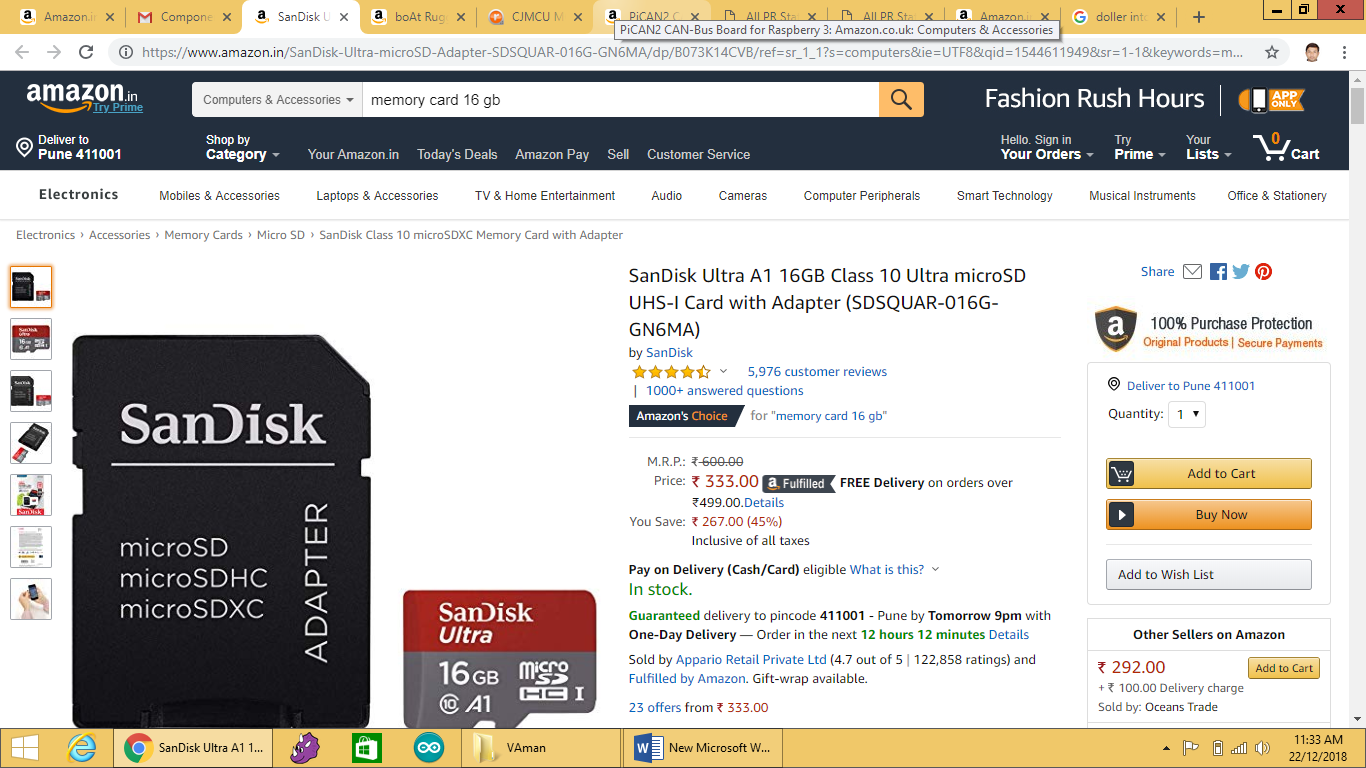 Amazon.in
Compone
SanDisk U
boAt Rug
CJMCU M
PiCAN2 C
All PR Sta
All PR Sta
Amazon.in
doller into
PiCAN2 CAN-Bus Board for Raspberry 3: Amazon.co.uk: Computers & Accessories
https://www.amazon.in/SanDisk-Ultra-microSD-Adapter-SDSQUAR-016G-GN6MA/dp/B073K14CVB/ref=sr_1_1?s=computers&ie=UTF8&qid=1544611949&sr=1-1&keywords=m...
amazon.in
Try Prime
Computers & Accessories
memory card 16 gb
Fashion Rush Hours
APP ONLY
Deliver to
Pune 411001
Shop by
Category
Your Amazon.in Today's Deals Amazon Pay Sell Customer Service
Hello. Sign in
Your Orders
Try
Prime
Your
Lists
0
Cart
Electronics Mobiles & Accessories Laptops & Accessories TV & Home Entertainment Audio Cameras Computer Peripherals Smart Technology Musical Instruments Office & Stationery
Electronics › Accessories › Memory Cards › Micro SD › SanDisk Class 10 microSDXC Memory Card with Adapter
SanDisk
microSD
microSDHC
microSDXC
ADAPTER
SanDisk
Ultra
16GB
micro
SD
HC I
10 A1
SanDisk Ultra A1 16GB Class 10 Ultra microSD
UHS-I Card with Adapter (SDSQUAR-016G-
GN6MA)
by SanDisk
5,976 customer reviews
| 1000+ answered questions
Amazon's Choice for "memory card 16 gb"
M.R.P.: ₹ 600.00
Price: ₹ 333.00 a Fulfilled FREE Delivery on orders over
₹499.00.Details
You Save: ₹ 267.00 (45%)
Inclusive of all taxes
Pay on Delivery (Cash/Card) eligible What is this?
In stock.
Guaranteed delivery to pincode 411001 - Pune by Tomorrow 9pm with
One-Day Delivery — Order in the next 12 hours 12 minutes Details
Sold by Appario Retail Private Ltd (4.7 out of 5 | 122,858 ratings) and
Fulfilled by Amazon. Gift-wrap available.
23 offers from ₹ 333.00
Share
100% Purchase Protection
Original Products | Secure Payments
Deliver to Pune 411001
Quantity: 1
Add to Cart
Buy Now
Add to Wish List
Other Sellers on Amazon
₹ 292.00
Add to Cart
+ ₹ 100.00 Delivery charge
Sold by: Oceans Trade
SanDisk Ultra A1 1...
VAman
New Microsoft W...
11:33 AM
22/12/2018